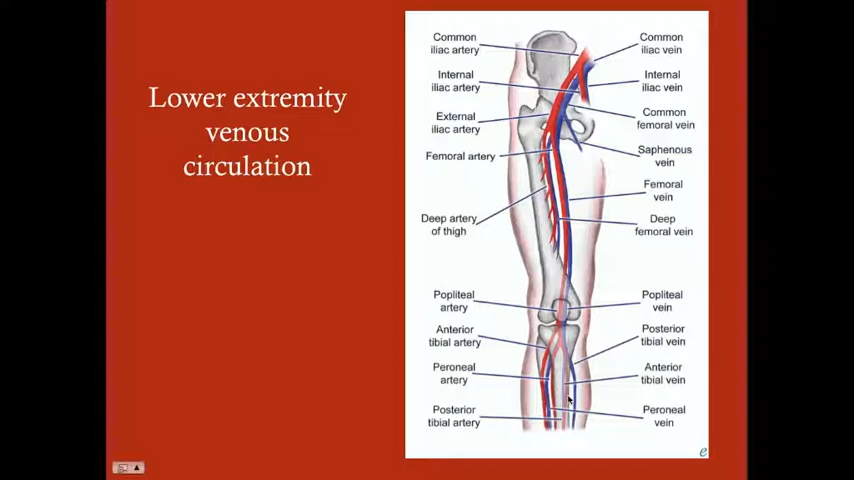 Lower extremity
venous
circulation
Common
iliac artery
Internal
iliac artery
External
iliac artery
Femoral artery
Deep artery
of thigh
Popliteal
artery
Anterior
tibial artery
Peroneal
artery
Posterior
tibial artery
Common
iliac vein
Internal
iliac vein
Common
femoral vein
Saphenous
vein
Femoral
vein
Deep
femoral vein
Popliteal
vein
Posterior
tibial vein
Anterior
tibial vein
Peroneal
vein
e